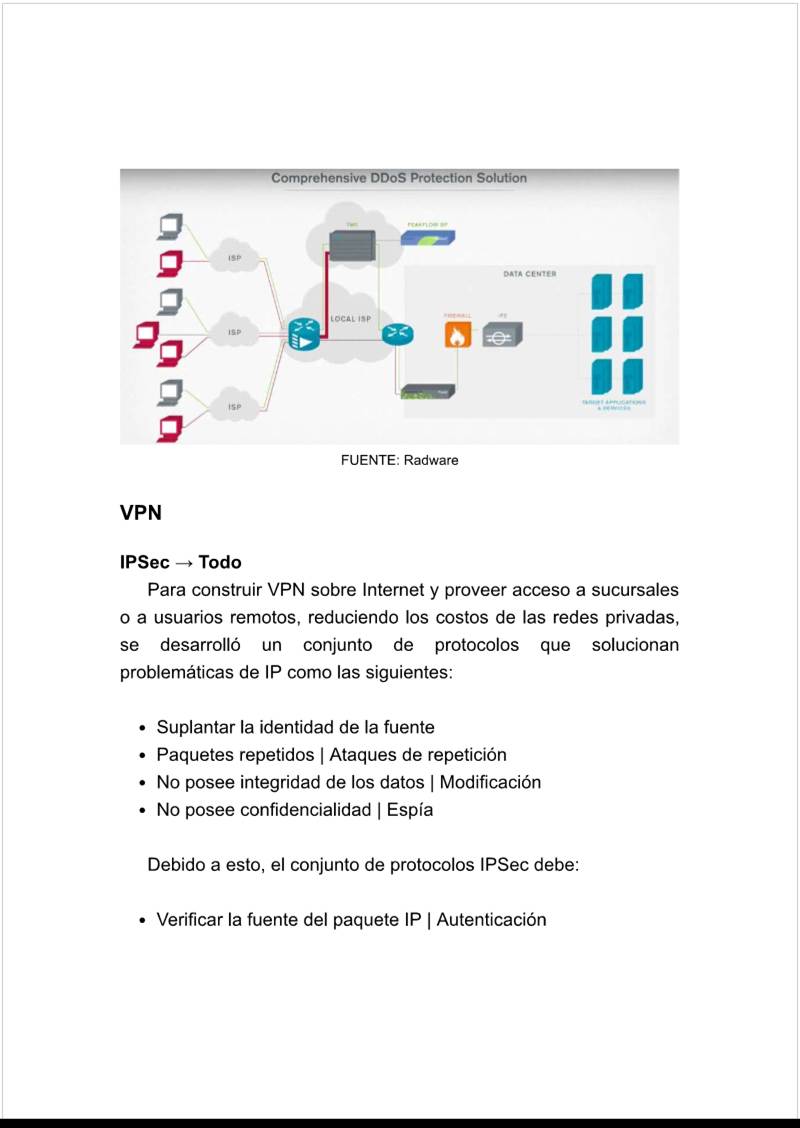 Comprehensive DDoS Protection Solution
TMS
PEAKFLOW SP
ISP
DATA CENTER
LOCAL ISP
FIREWALL
IPS
ISP
ISP
TARGET APPLICATIONS
& SERVICES
FUENTE: Radware
VPN
IPSec → Todo
Para construir VPN sobre Internet y proveer acceso a sucursales
o a usuarios remotos, reduciendo los costos de las redes privadas,
se desarrolló un conjunto de protocolos que solucionan
problemáticas de IP como las siguientes:
• Suplantar la identidad de la fuente
• Paquetes repetidos | Ataques de repetición
• No posee integridad de los datos | Modificación
• No posee confidencialidad | Espía
Debido a esto, el conjunto de protocolos IPSec debe:
• Verificar la fuente del paquete IP | Autenticación